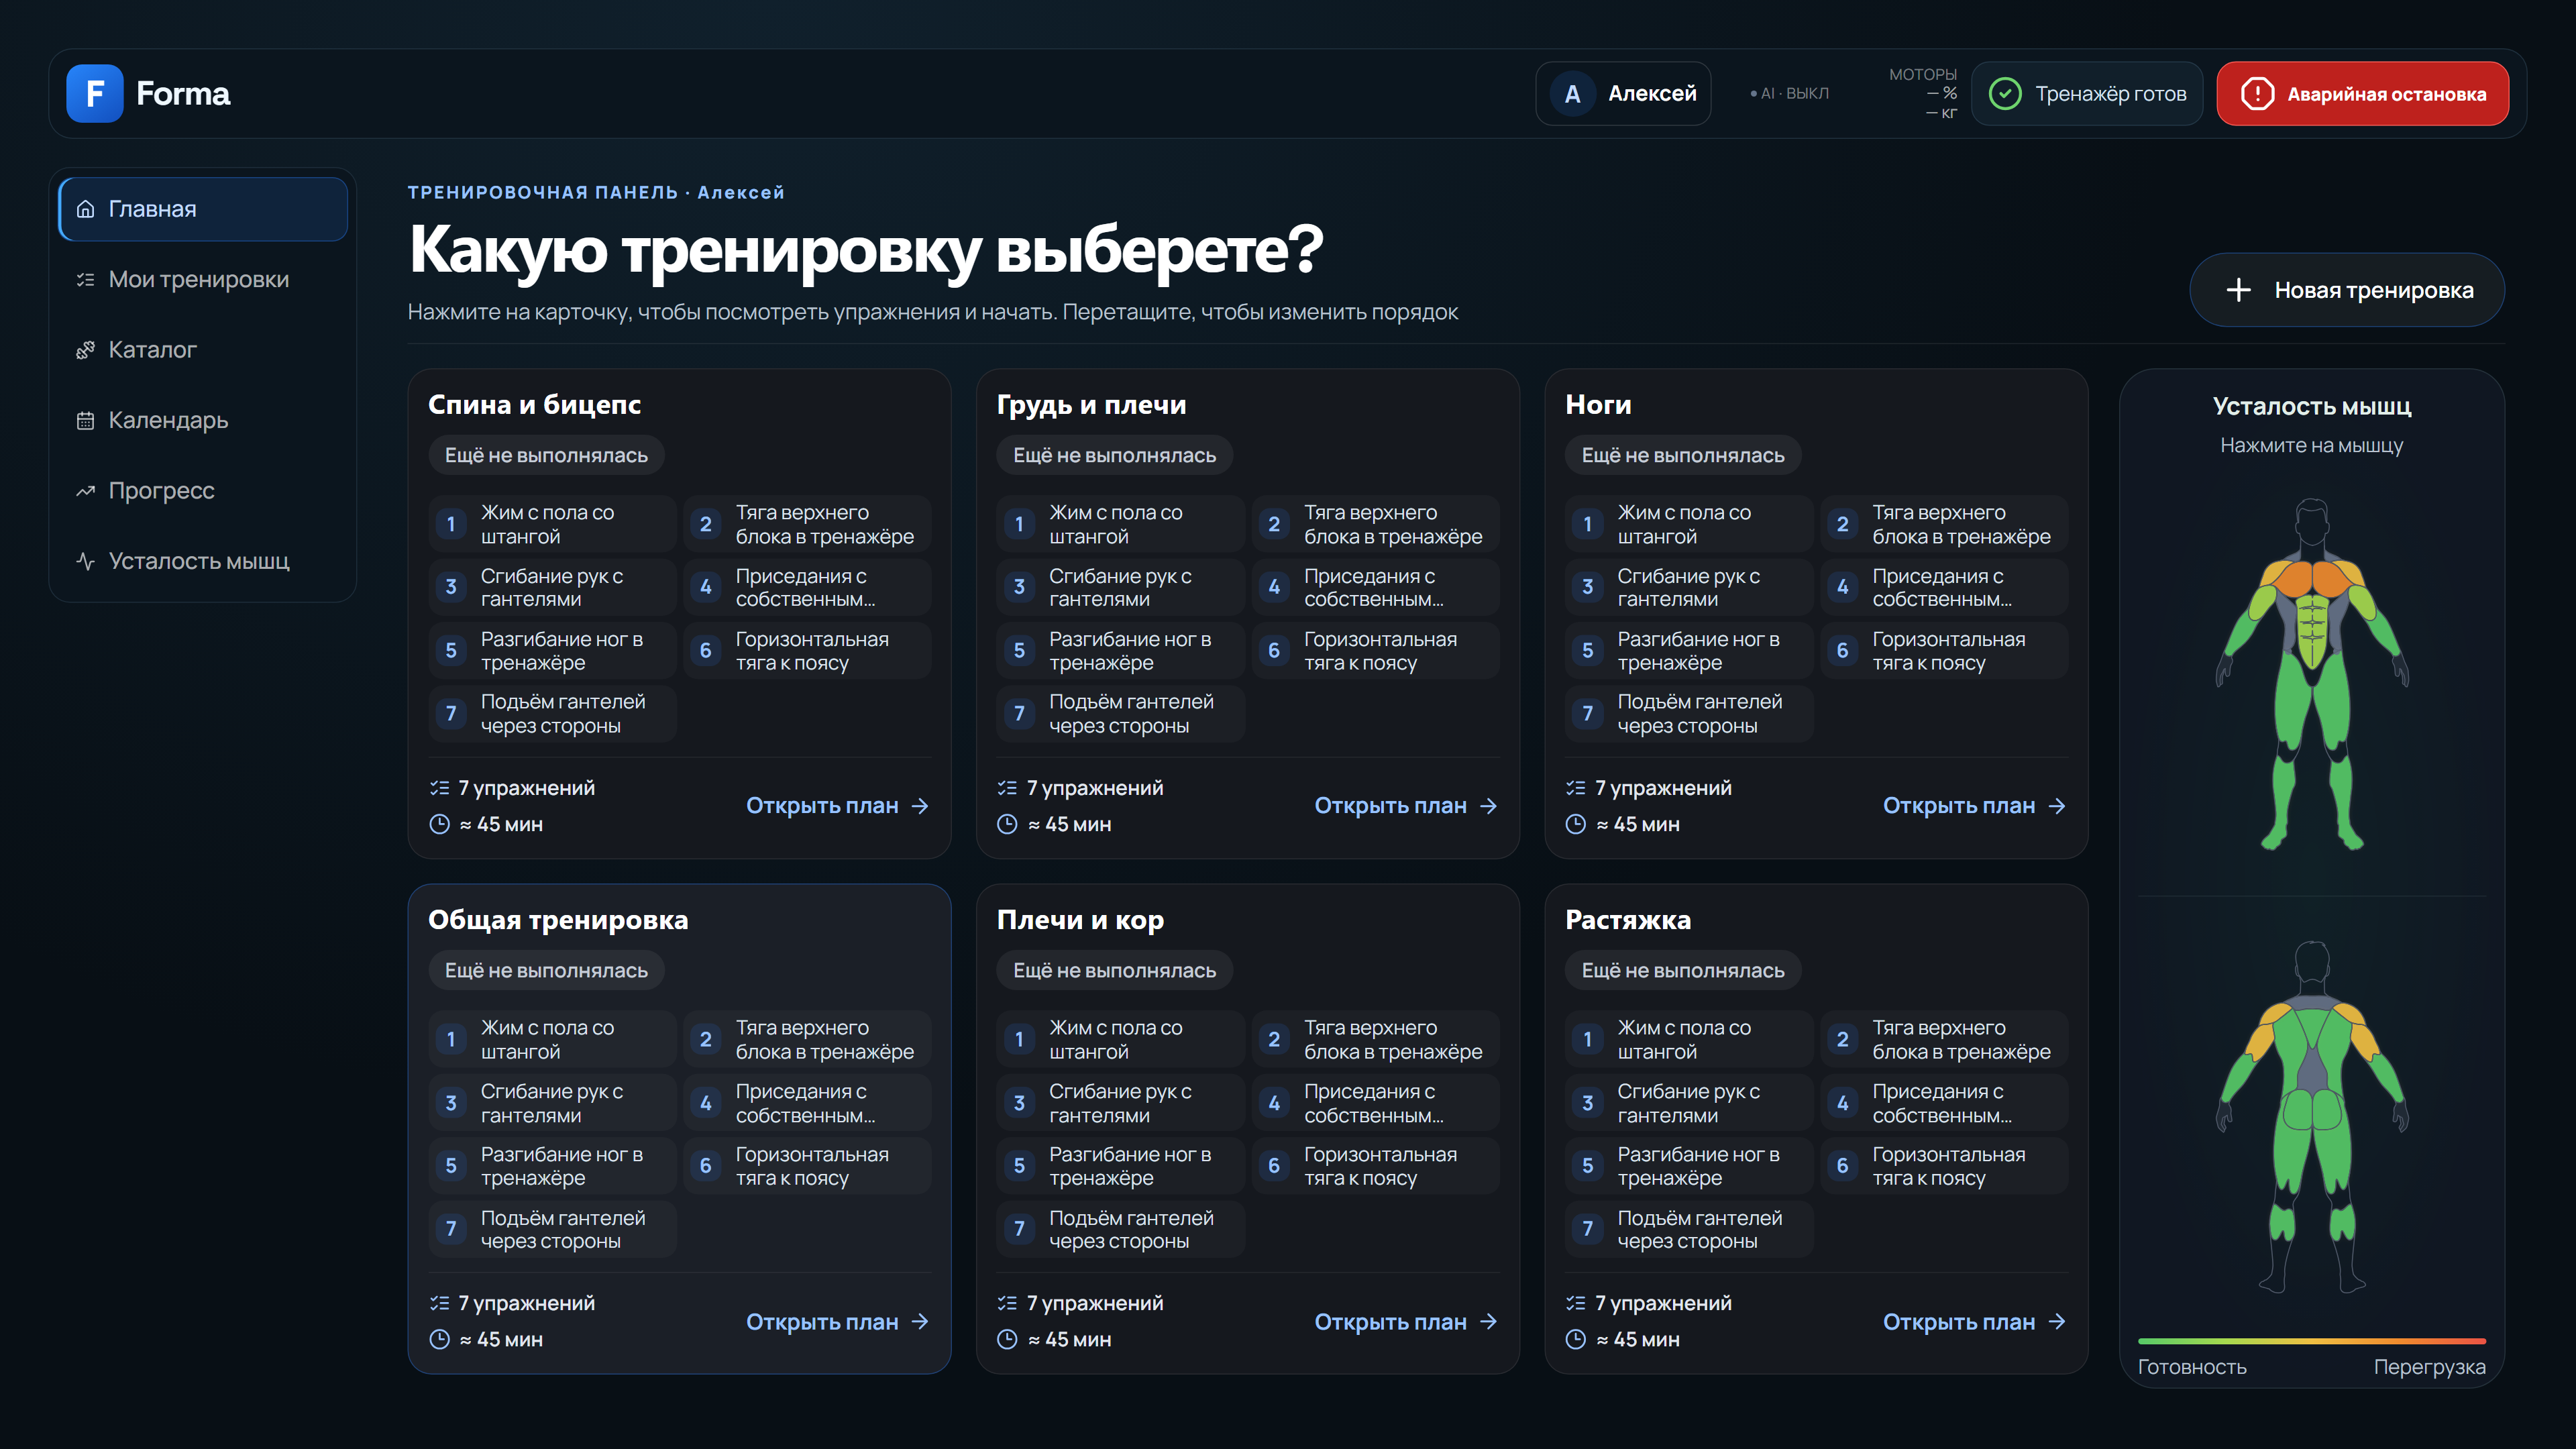 F Forma
А Алексей
• AI · ВЫКЛ
МОТОРЫ
— %
— кг
Тренажёр готов
Аварийная остановка
Главная
Мои тренировки
Каталог
Календарь
Прогресс
Усталость мышц
ТРЕНИРОВОЧНАЯ ПАНЕЛЬ · Алексей
Какую тренировку выберете?
Нажмите на карточку, чтобы посмотреть упражнения и начать. Перетащите, чтобы изменить порядок
Новая тренировка
Спина и бицепс
Ещё не выполнялась
1 Жим с пола со
штангой
2 Тяга верхнего
блока в тренажёре
3 Сгибание рук с
гантелями
4 Приседания с
собственным...
5 Разгибание ног в
тренажёре
6 Горизонтальная
тяга к поясу
7 Подъём гантелей
через стороны
7 упражнений
≈ 45 мин
Открыть план →
Грудь и плечи
Ещё не выполнялась
1 Жим с пола со
штангой
2 Тяга верхнего
блока в тренажёре
3 Сгибание рук с
гантелями
4 Приседания с
собственным...
5 Разгибание ног в
тренажёре
6 Горизонтальная
тяга к поясу
7 Подъём гантелей
через стороны
7 упражнений
≈ 45 мин
Открыть план →
Ноги
Ещё не выполнялась
1 Жим с пола со
штангой
2 Тяга верхнего
блока в тренажёре
3 Сгибание рук с
гантелями
4 Приседания с
собственным...
5 Разгибание ног в
тренажёре
6 Горизонтальная
тяга к поясу
7 Подъём гантелей
через стороны
7 упражнений
≈ 45 мин
Открыть план →
Общая тренировка
Ещё не выполнялась
1 Жим с пола со
штангой
2 Тяга верхнего
блока в тренажёре
3 Сгибание рук с
гантелями
4 Приседания с
собственным...
5 Разгибание ног в
тренажёре
6 Горизонтальная
тяга к поясу
7 Подъём гантелей
через стороны
7 упражнений
≈ 45 мин
Открыть план →
Плечи и кор
Ещё не выполнялась
1 Жим с пола со
штангой
2 Тяга верхнего
блока в тренажёре
3 Сгибание рук с
гантелями
4 Приседания с
собственным...
5 Разгибание ног в
тренажёре
6 Горизонтальная
тяга к поясу
7 Подъём гантелей
через стороны
7 упражнений
≈ 45 мин
Открыть план →
Растяжка
Ещё не выполнялась
1 Жим с пола со
штангой
2 Тяга верхнего
блока в тренажёре
3 Сгибание рук с
гантелями
4 Приседания с
собственным...
5 Разгибание ног в
тренажёре
6 Горизонтальная
тяга к поясу
7 Подъём гантелей
через стороны
7 упражнений
≈ 45 мин
Открыть план →
Усталость мышц
Нажмите на мышцу
Готовность
Перегрузка